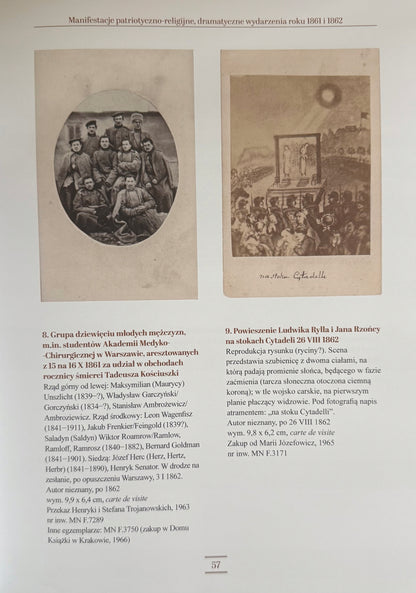 Manifestacje patriotyczno-religijne, dramatyczne wydarzenia roku 1861 i 1862
na stoku Cytadelli
8. Grupa dziewięciu młodych mężczyzn,
m.in. studentów Akademii Medyko-
-Chirurgicznej w Warszawie, aresztowanych
z 15 na 16 X 1861 za udział w obchodach
rocznicy śmierci Tadeusza Kościuszki
Rząd górny od lewej: Maksymilian (Maurycy)
Unszlicht (1839–?), Władysław Garczyński/
Gorczyński (1834–?), Stanisław Ambrożewicz/
Ambroziewicz. Rząd środkowy: Leon Wagenfisz
(1841–1911), Jakub Frenkier/Feingold (1839?),
Saladyn (Saldyn) Wiktor Roamrow/Ramlow,
Ramloff, Ramrosz (1840–1882), Bernard Goldman
(1841–1901). Siedzą: Józef Herc (Herz, Hertz,
Herbr) (1841–1890), Henryk Senator. W drodze na
zesłanie, po opuszczeniu Warszawy, 3 I 1862.
Autor nieznany, po 1862
wym. 9,9 x 6,4 cm, carte de visite
Przekaz Henryki i Stefana Trojanowskich, 1963
nr inw. MN F.7289
Inne egzemplarze: MN F.3750 (zakup w Domu
Książki w Krakowie, 1966)
9. Powieszenie Ludwika Rylla i Jana Rzońcy
na stokach Cytadeli 26 VIII 1862
Reprodukcja rysunku (ryciny?). Scena
przedstawia szubienicę z dwoma ciałami, na
którą padają promienie słońca, będącego w fazie
zaćmienia (tarcza słoneczna otoczona ciemną
koroną); w tle wojsko carskie, na pierwszym
planie płaczący widzowie. Pod fotografią napis
atramentem: „na stoku Cytadelli”.
Autor nieznany, po 26 VIII 1862
wym. 9,8 x 6,2 cm, carte de visite
Zakup od Marii Józefowicz, 1965
nr inw. MN F.3171
57